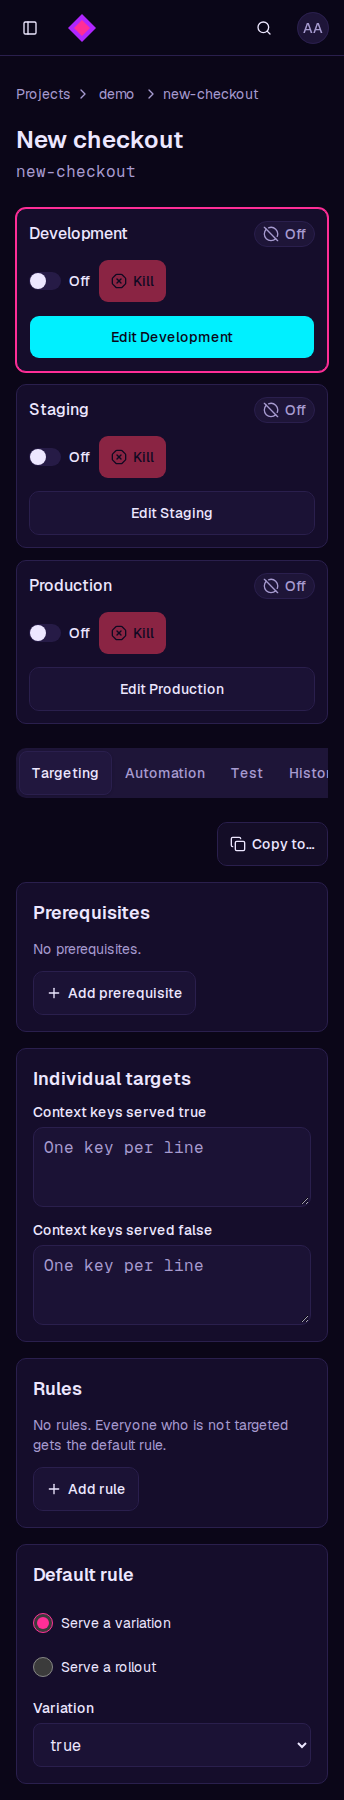 AA
Projects demo new-checkout
New checkout
new-checkout
Development Off
Off Kill
Edit Development
Staging Off
Off Kill
Edit Staging
Production Off
Off Kill
Edit Production
Targeting Automation Test Histor
Copy to...
Prerequisites
No prerequisites.
Add prerequisite
Individual targets
Context keys served true
One key per line
Context keys served false
One key per line
Rules
No rules. Everyone who is not targeted
gets the default rule.
Add rule
Default rule
Serve a variation
Serve a rollout
Variation
true